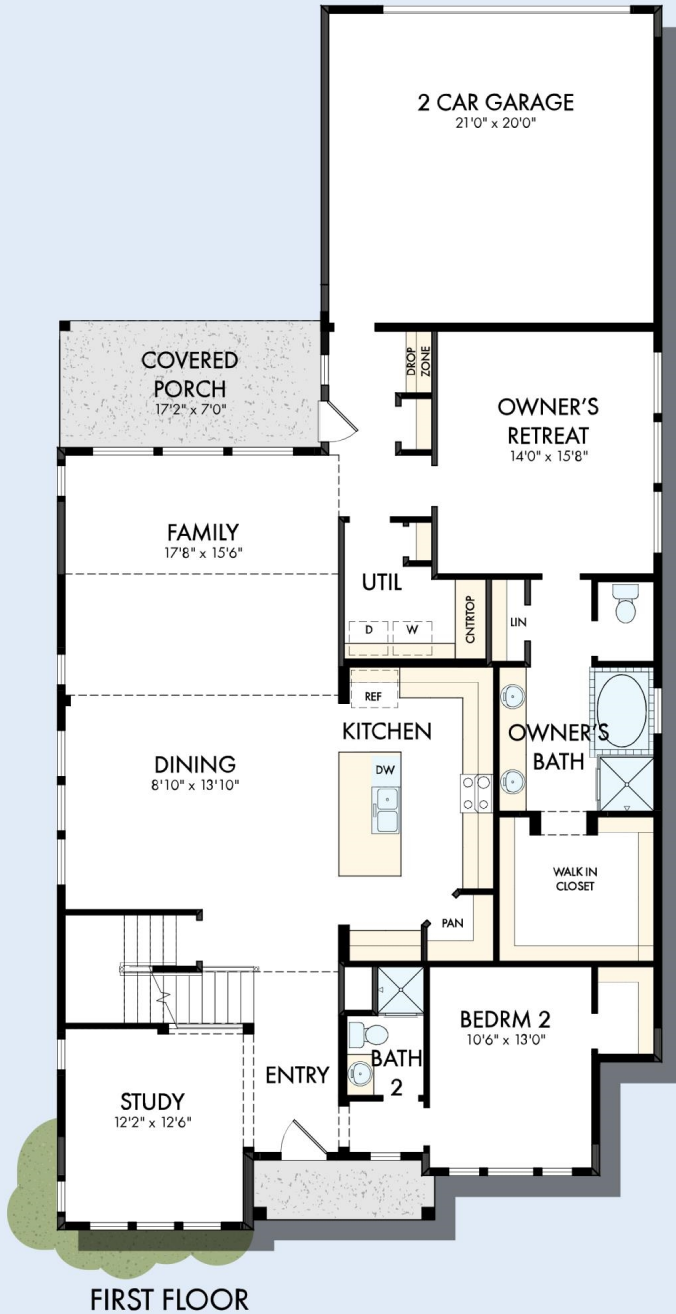 2 CAR GARAGE
21'0" x 20'0"
COVERED
PORCH
17'2" x 7'0"
DROP
ZONE
OWNER'S
RETREAT
14'0" x 15'8"
FAMILY
17'8" x 15'6"
UTIL
D
W
CNTRTOP
LIN
REF
KITCHEN
OWNER'S
BATH
DINING
8'10" x 13'10"
DW
WALK IN
CLOSET
PAN
BEDRM 2
10'6" x 13'0"
BATH
2
ENTRY
STUDY
12'2" x 12'6"
FIRST FLOOR